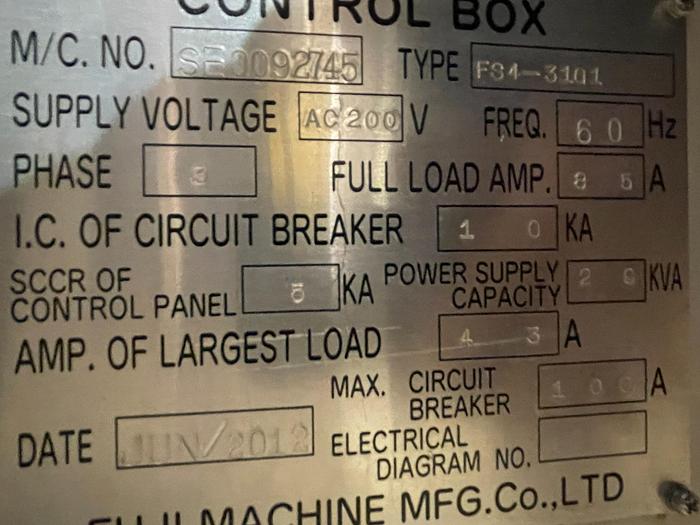 CONTROL BOX
M/C. NO. SE0092745 TYPE FS4-3101
SUPPLY VOLTAGE AC200 V FREQ. 60 Hz
PHASE 3 FULL LOAD AMP. 85 A
I.C. OF CIRCUIT BREAKER 10 KA
SCCR OF CONTROL PANEL 5 KA POWER SUPPLY CAPACITY 29 KVA
AMP. OF LARGEST LOAD 43 A
MAX. CIRCUIT BREAKER 100 A
DATE JUN/2012 ELECTRICAL DIAGRAM NO.
FUJI MACHINE MFG.Co.,LTD